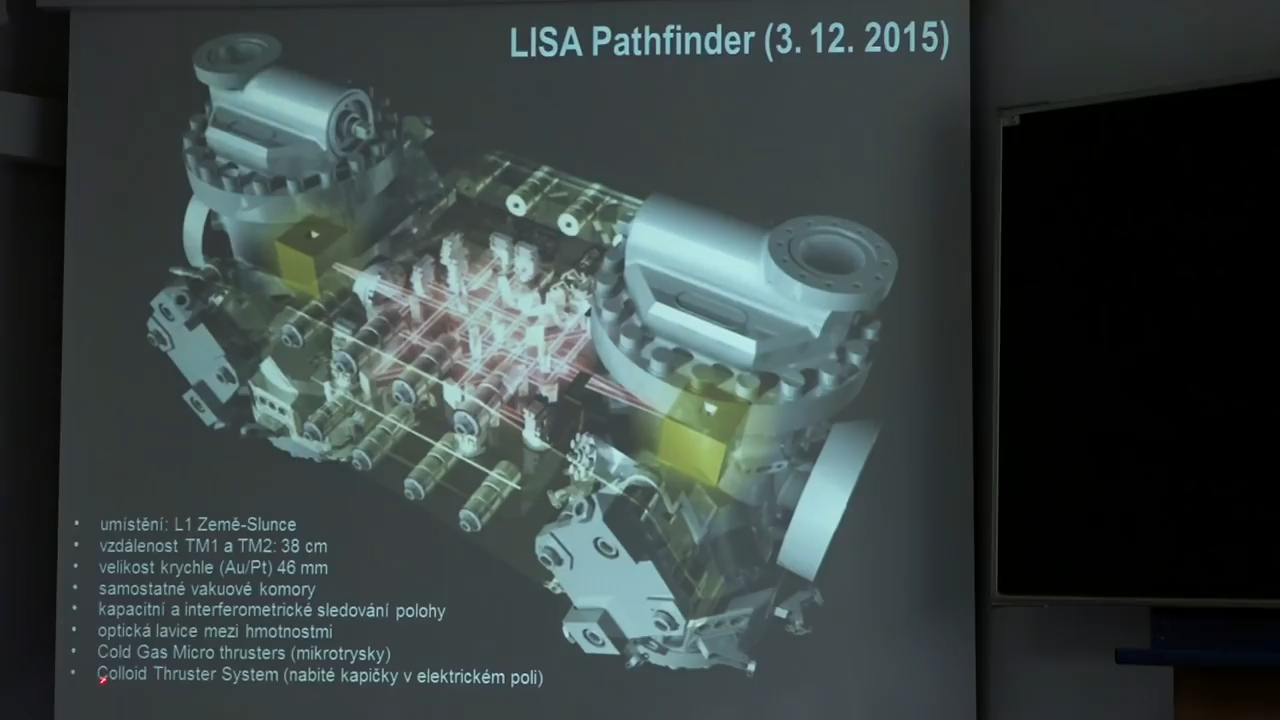 LISA Pathfinder (3. 12. 2015)
• umístění: L1 Země-Slunce
• vzdálenost TM1 a TM2: 38 cm
• velikost krychle (Au/Pt) 46 mm
• samostatné vakuové komory
• kapacitní a interferometrické sledování polohy
• optická lavice mezi hmotnostmi
• Cold Gas Micro thrusters (mikrotrysky)
• Colloid Thruster System (nabité kapičky v elektrickém poli)